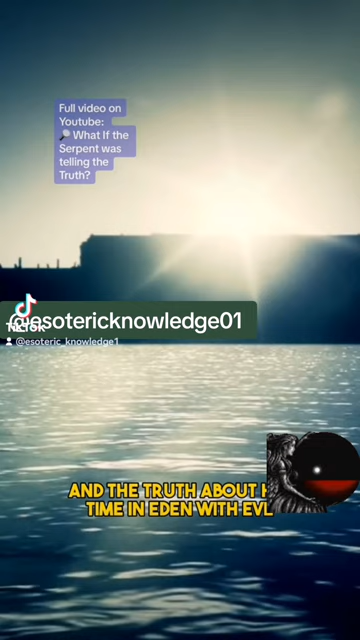 Full video on
Youtube:
🔎 What If the
Serpent was
telling the
Truth?
@esotericknowledge01
TikTok
@esoteric_knowledge1
AND THE TRUTH ABOUT
TIME IN EDEN WITH EVL